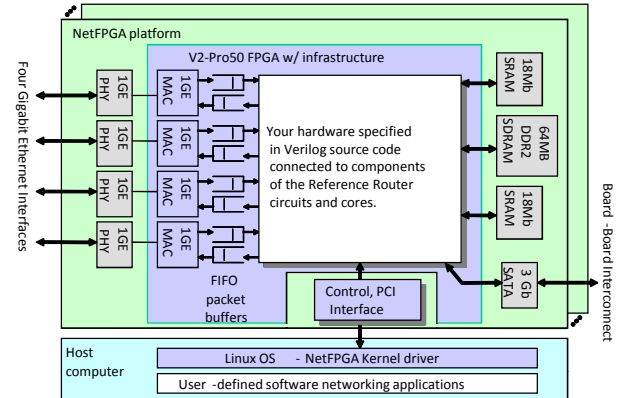 NetFPGA platform
V2-Pro50 FPGA w/ infrastructure
Four Gigabit Ethernet Interfaces
1GE
PHY
1GE
MAC
1GE
PHY
1GE
MAC
1GE
PHY
1GE
MAC
1GE
PHY
1GE
MAC
FIFO
packet
buffers
Your hardware specified
in Verilog source code
connected to components
of the Reference Router
circuits and cores.
18Mb
SRAM
64MB
DDR2
SDRAM
18Mb
SRAM
3 Gb
SATA
Board -Board Interconnect
Control, PCI
Interface
Host
computer
Linux OS - NetFPGA Kernel driver
User -defined software networking applications